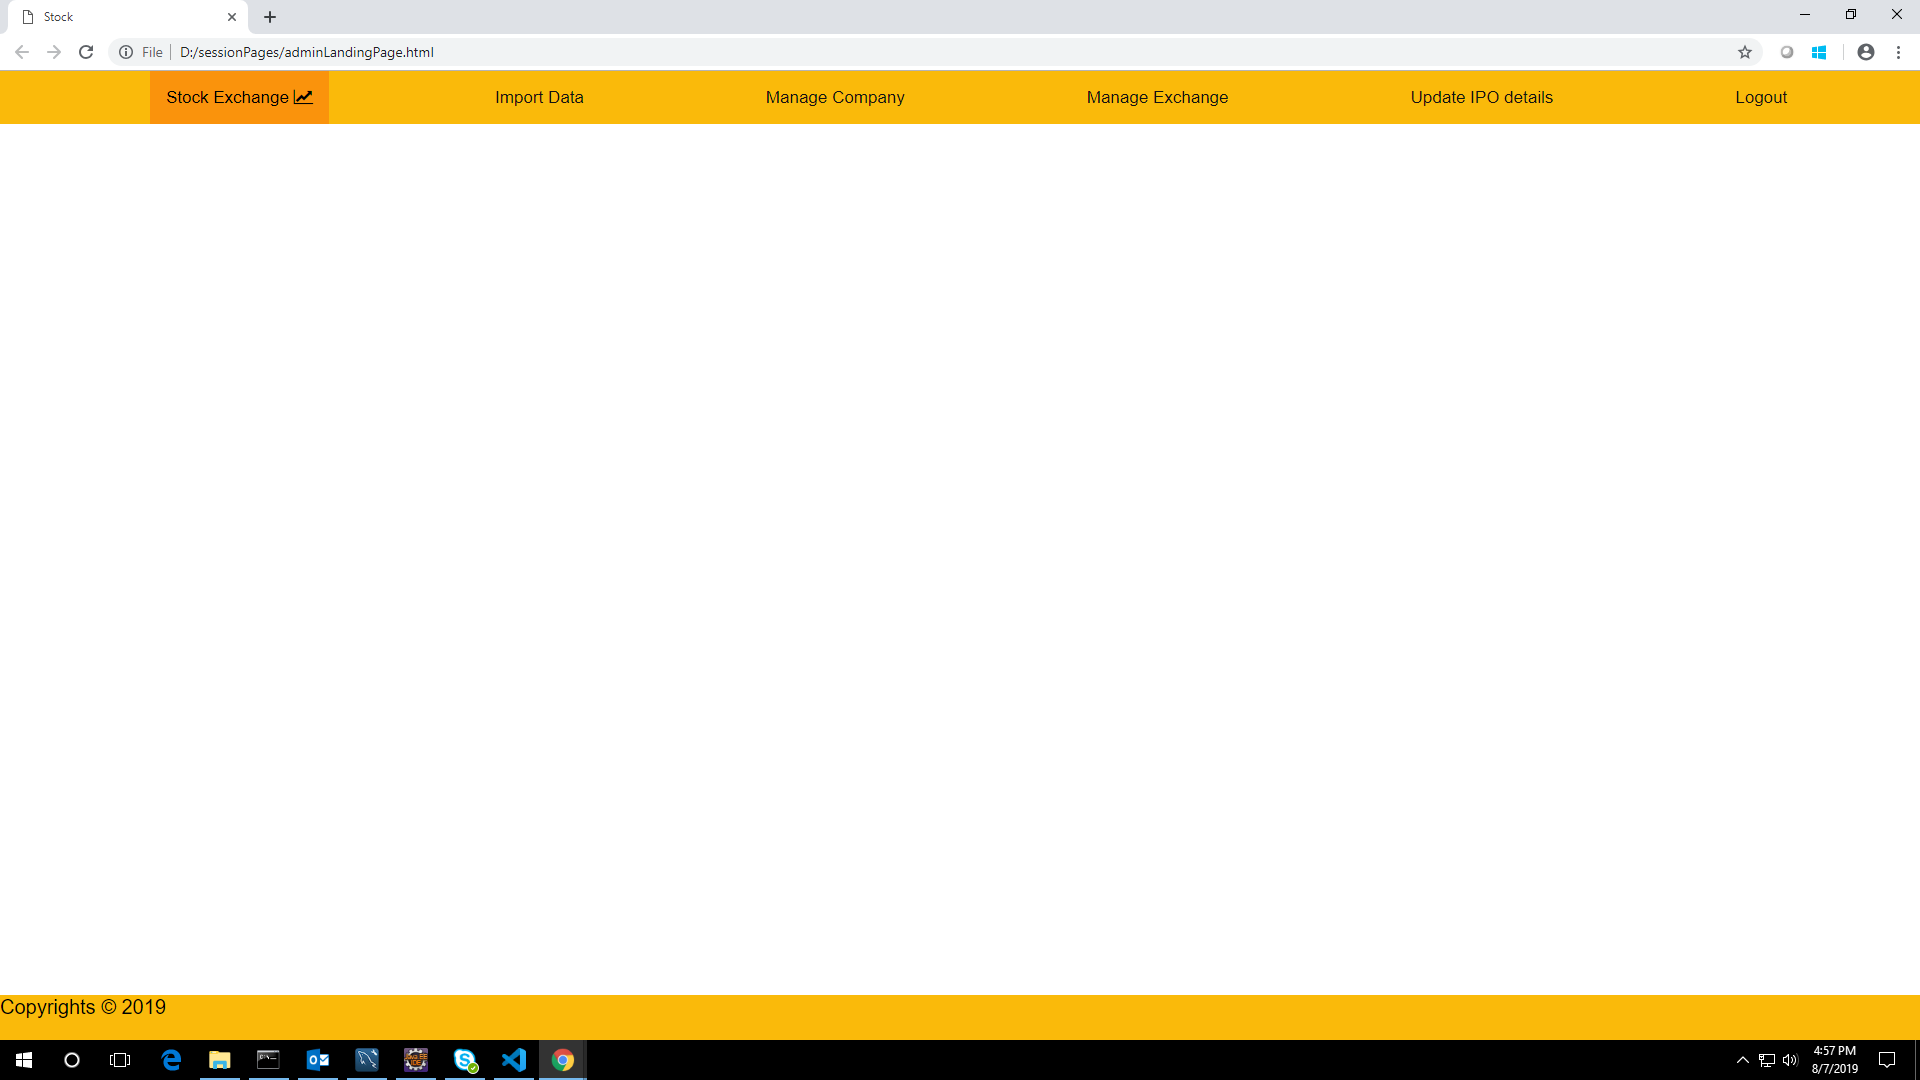 Stock
File
D:/sessionPages/adminLandingPage.html
Stock Exchange
Import Data
Manage Company
Manage Exchange
Update IPO details
Logout
Copyrights © 2019
4:57 PM
8/7/2019